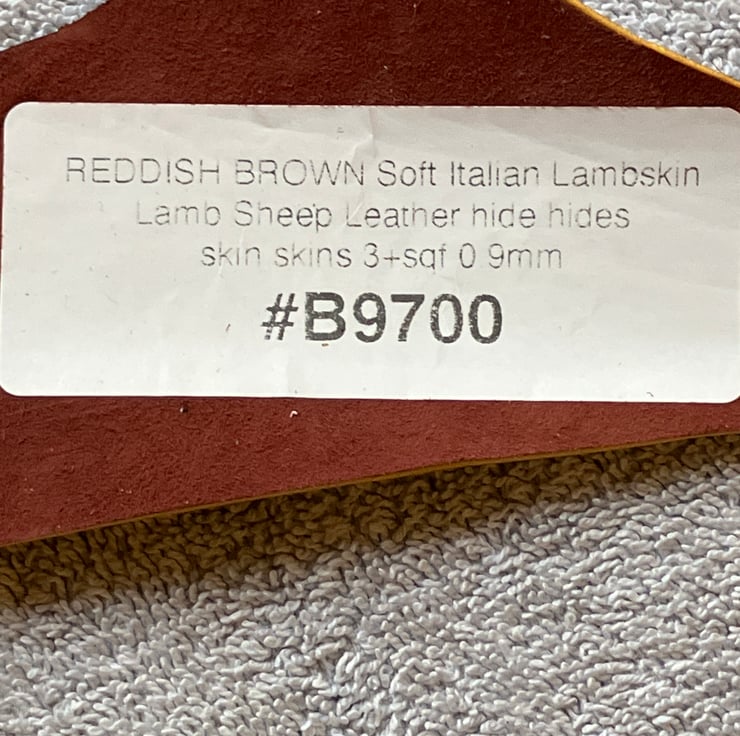 REDDISH BROWN Soft Italian Lambskin
Lamb Sheep Leather hide hides
skin skins 3+sqf 0.9mm
#B9700